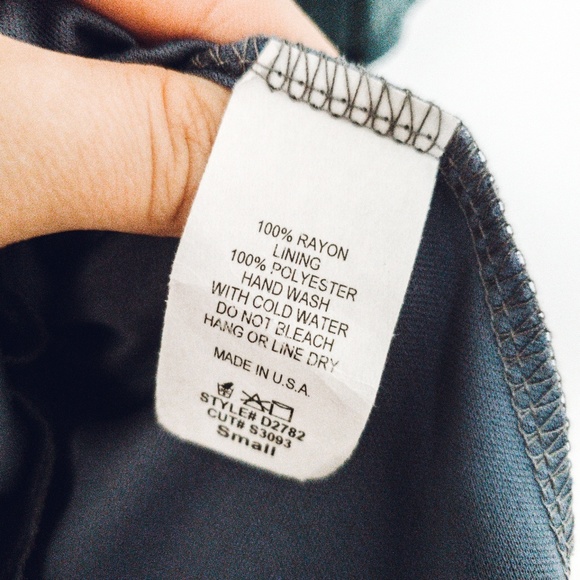 100% RAYON
LINING
100% POLYESTER
HAND WASH
WITH COLD WATER
DO NOT BLEACH
HANG OR LINE DRY
MADE IN U.S.A.
STYLE# D2782
CUT# S3093
Small